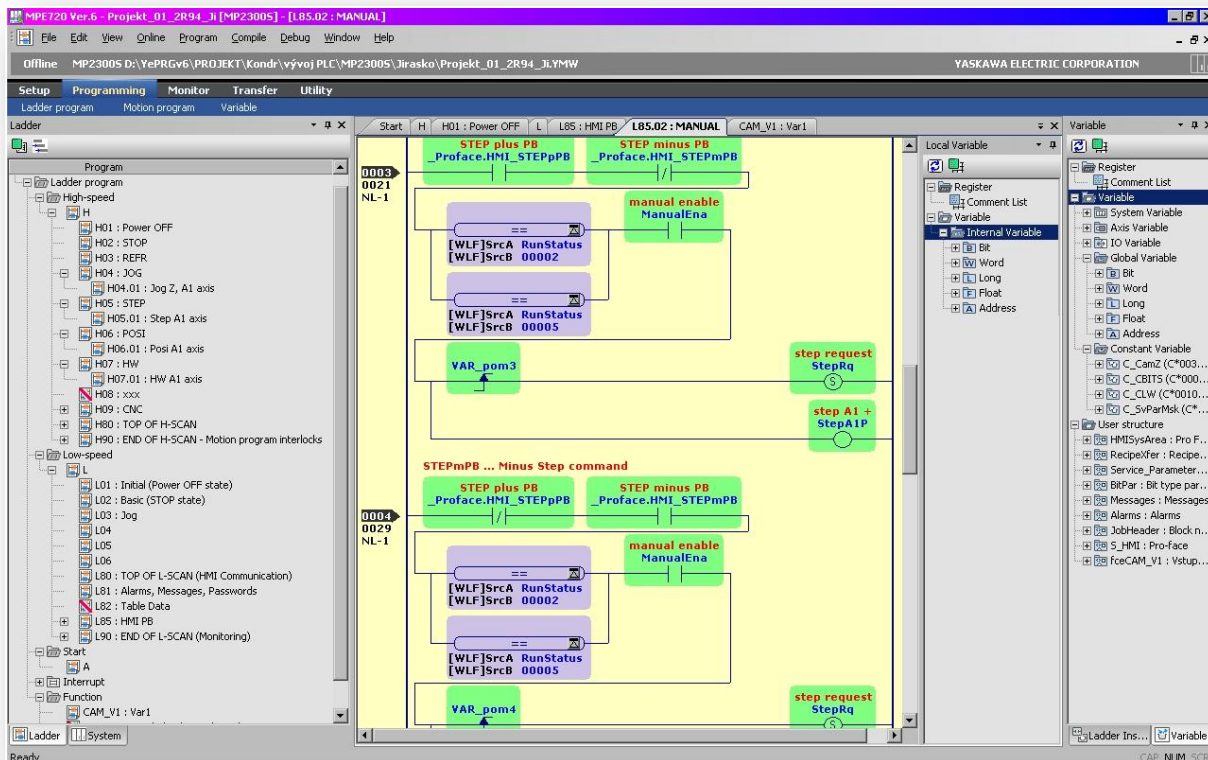 MPE720 Ver.6 - Projekt_01_2R94_Ji [MP2300S] - [L85.02 : MANUAL]
File Edit View Online Program Compile Debug Window Help
Offline MP2300S D:\YePRGv6\PROJEKT\Kondr\vývoj PLC\MP2300S\Jirasko\Projekt_01_2R94_Ji.YMW YASKAWA ELECTRIC CORPORATION
Setup Programming Monitor Transfer Utility
Ladder program Motion program Variable
Ladder
Program
Ladder program
High-speed
H
H01 : Power OFF
H02 : STOP
H03 : REFR
H04 : JOG
H04.01 : Jog Z, A1 axis
H05 : STEP
H05.01 : Step A1 axis
H06 : POSI
H06.01 : Posi A1 axis
H07 : HW
H07.01 : HW A1 axis
H08 : xxx
H09 : CNC
H80 : TOP OF H-SCAN
H90 : END OF H-SCAN - Motion program interlocks
Low-speed
L
L01 : Initial (Power OFF state)
L02 : Basic (STOP state)
L03 : Jog
L04
L05
L06
L80 : TOP OF L-SCAN (HMI Communication)
L81 : Alarms, Messages, Passwords
L82 : Table Data
L85 : HMI PB
L90 : END OF L-SCAN (Monitoring)
Start
A
Interrupt
Function
CAM_V1 : Var1
Ladder System
Start H H01 : Power OFF L L85 : HMI PB L85.02 : MANUAL CAM_V1 : Var1
STEP plus PB STEP minus PB
_Proface.HMI_STEPpPB _Proface.HMI_STEPmPB
0003
0021
NL-1
manual enable
ManualEna
==
[WLF]SrcA RunStatus
[WLF]SrcB 00002
==
[WLF]SrcA RunStatus
[WLF]SrcB 00005
VAR_pom3
step request
StepRq
S
step A1 +
StepA1P
STEPmPB ... Minus Step command
STEP plus PB STEP minus PB
_Proface.HMI_STEPpPB _Proface.HMI_STEPmPB
0004
0029
NL-1
manual enable
ManualEna
==
[WLF]SrcA RunStatus
[WLF]SrcB 00002
==
[WLF]SrcA RunStatus
[WLF]SrcB 00005
VAR_pom4
step request
StepRq
S
Local Variable
Register
Comment List
Variable
Internal Variable
Bit
Word
Long
Float
Address
Variable
Register
Comment List
Variable
System Variable
Axis Variable
IO Variable
Global Variable
Bit
Word
Long
Float
Address
Constant Variable
C_CamZ (C*003...
C_CBITS (C*000...
C_CLW (C*0010...
C_SvParMsk (C*...
User structure
HMISysArea : Pro F...
RecipeXfer : Recipe...
Service_Parameter...
BitPar : Bit type par...
Messages : Messages
Alarms : Alarms
JobHeader : Block n...
S_HMI : Pro-face
fceCAM_V1 : Vstup...
Ladder Ins... Variable
Ready
CAP NUM SCR